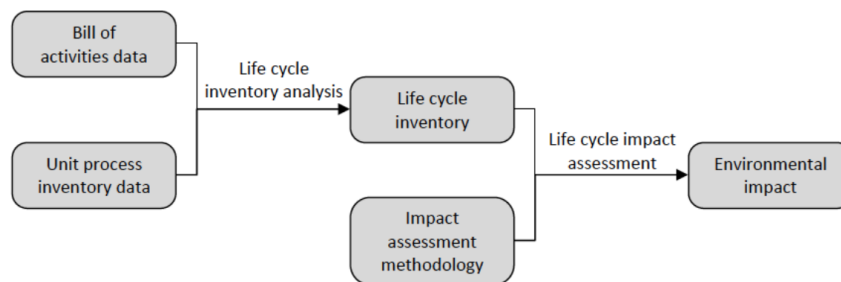 Bill of
activities data
Life cycle
inventory analysis
Unit process
inventory data
Life cycle
inventory
Impact
assessment
methodology
Life cycle impact
assessment
Environmental
impact